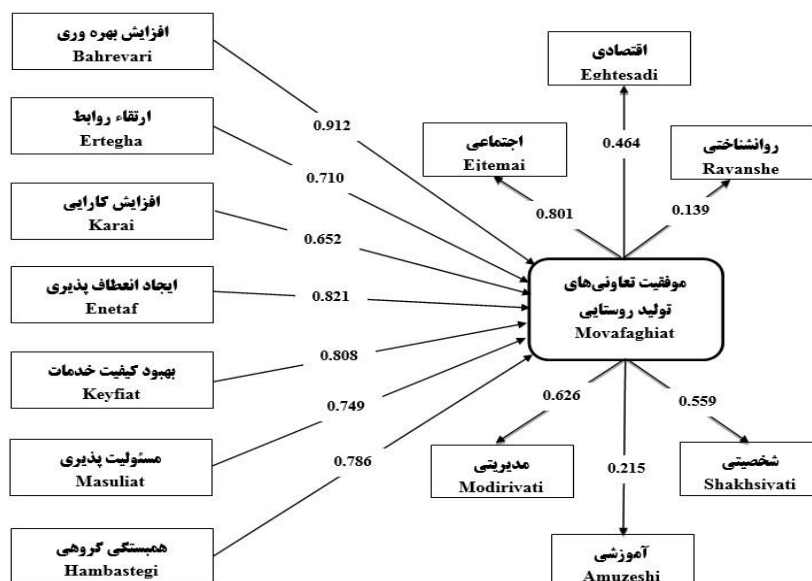 افزایش بهره وری
Bahrevari
ارتقاء روابط
Ertegha
افزایش کارایی
Karai
ایجاد انعطاف پذیری
Enetaf
بهبود کیفیت خدمات
Keyfiat
مسئولیت پذیری
Masuliat
همبستگی گروهی
Hambastegi
0.912
0.710
0.652
0.821
0.808
0.749
0.786
اقتصادی
Eghtesadi
اجتماعی
Ejtemai
روانشناختی
Ravanshe
0.464
0.801
0.139
موفقیت تعاونی‌های
تولید روستایی
Movafaghiat
0.626
0.559
0.215
مدیریتی
Modirivati
شخصیتی
Shakhsivati
آموزشی
Amuzeshi